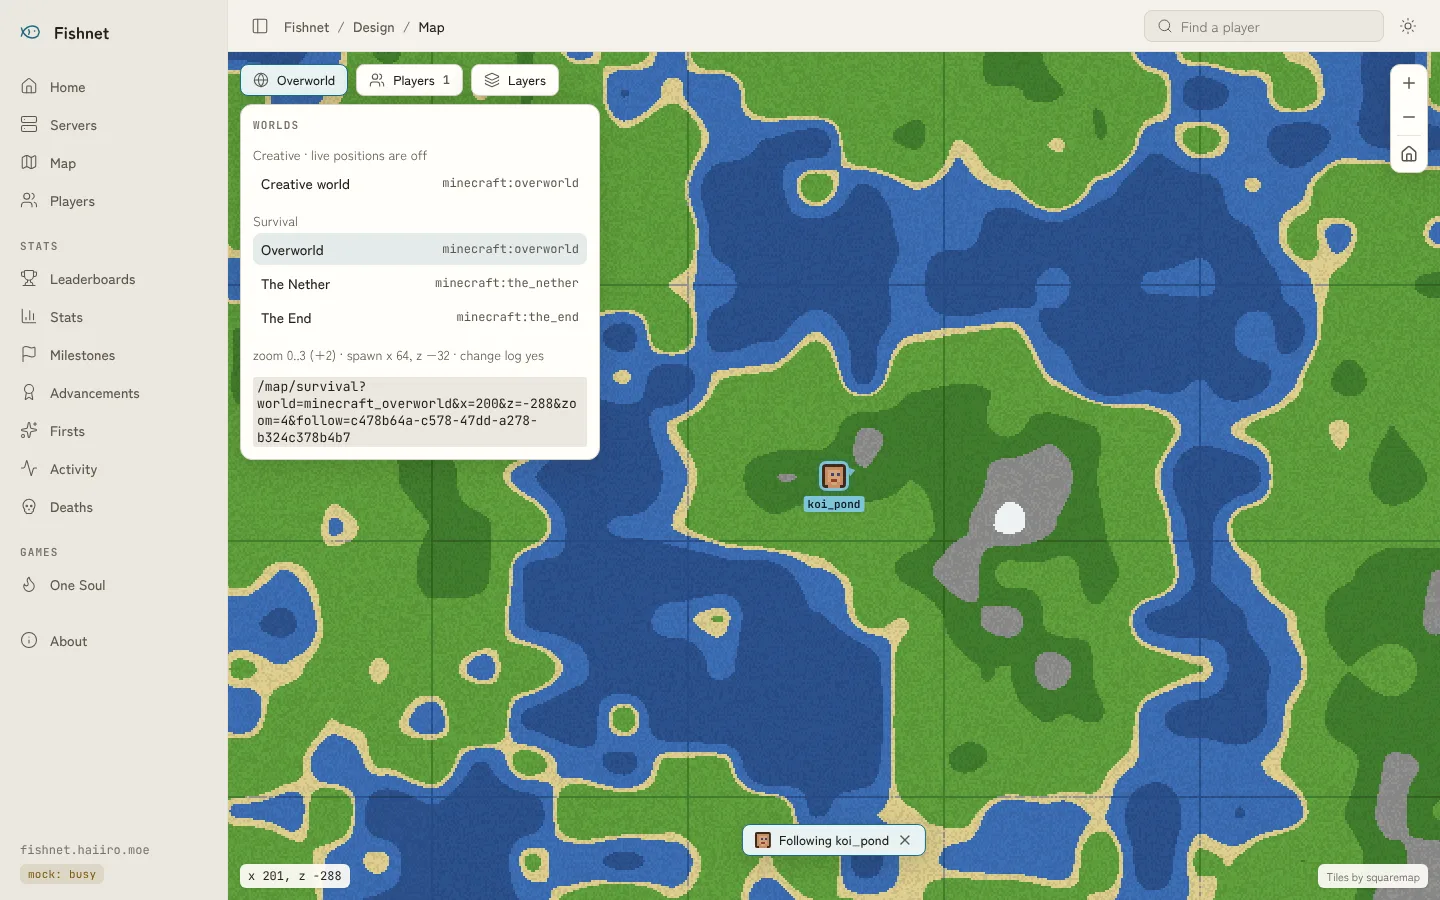 Fishnet
Home
Servers
Map
Players
STATS
Leaderboards
Stats
Milestones
Advancements
Firsts
Activity
Deaths
GAMES
One Soul
About
fishnet.haiiro.moe
mock: busy
Fishnet / Design / Map
Find a player
Overworld
Players 1
Layers
WORLDS
Creative · live positions are off
Creative world minecraft:overworld
Survival
Overworld minecraft:overworld
The Nether minecraft:the_nether
The End minecraft:the_end
zoom 0..3 (+2) · spawn x 64, z −32 · change log yes
/map/survival?
world=minecraft_overworld&x=200&z=-288&zo
om=4&follow=c478b64a-c578-47dd-a278-
b324c378b4b7
koi_pond
Following koi_pond
x 201, z -288
Tiles by squaremap